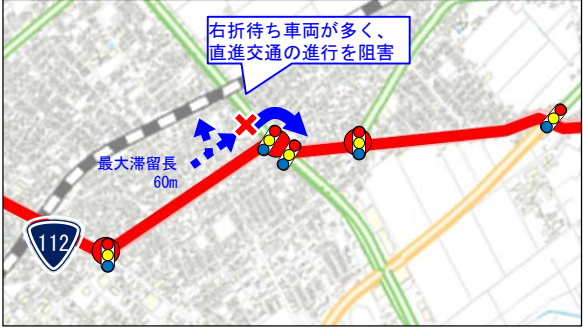 右折待ち車両が多く、
直進交通の進行を阻害
最大滞留長
60m
112